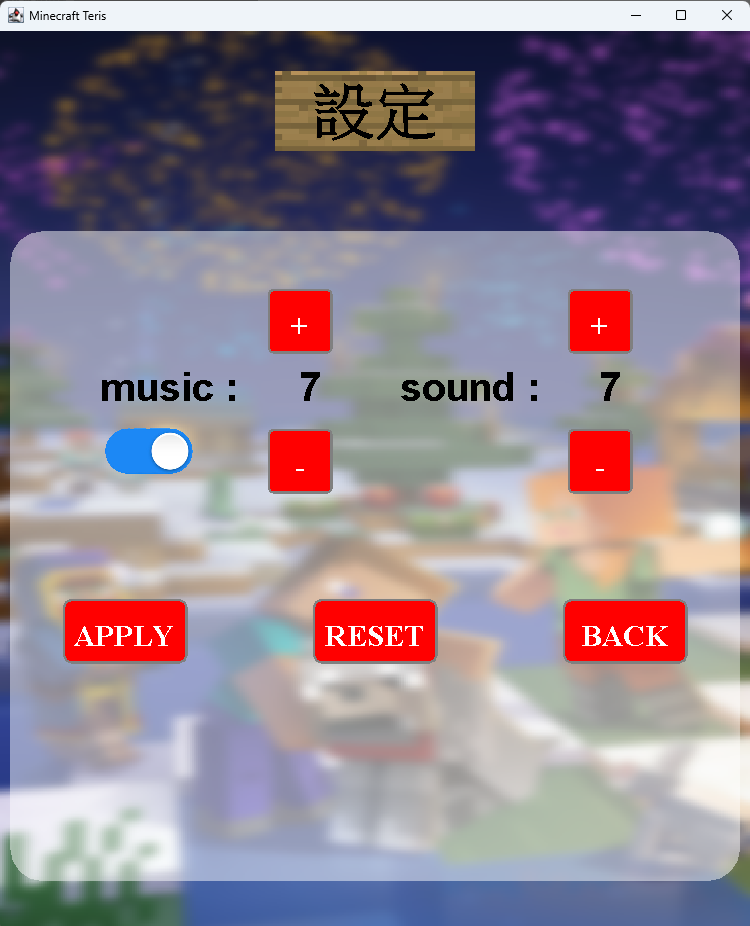 Minecraft Teris
設定
+ +
music : 7 sound : 7
- -
APPLY RESET BACK